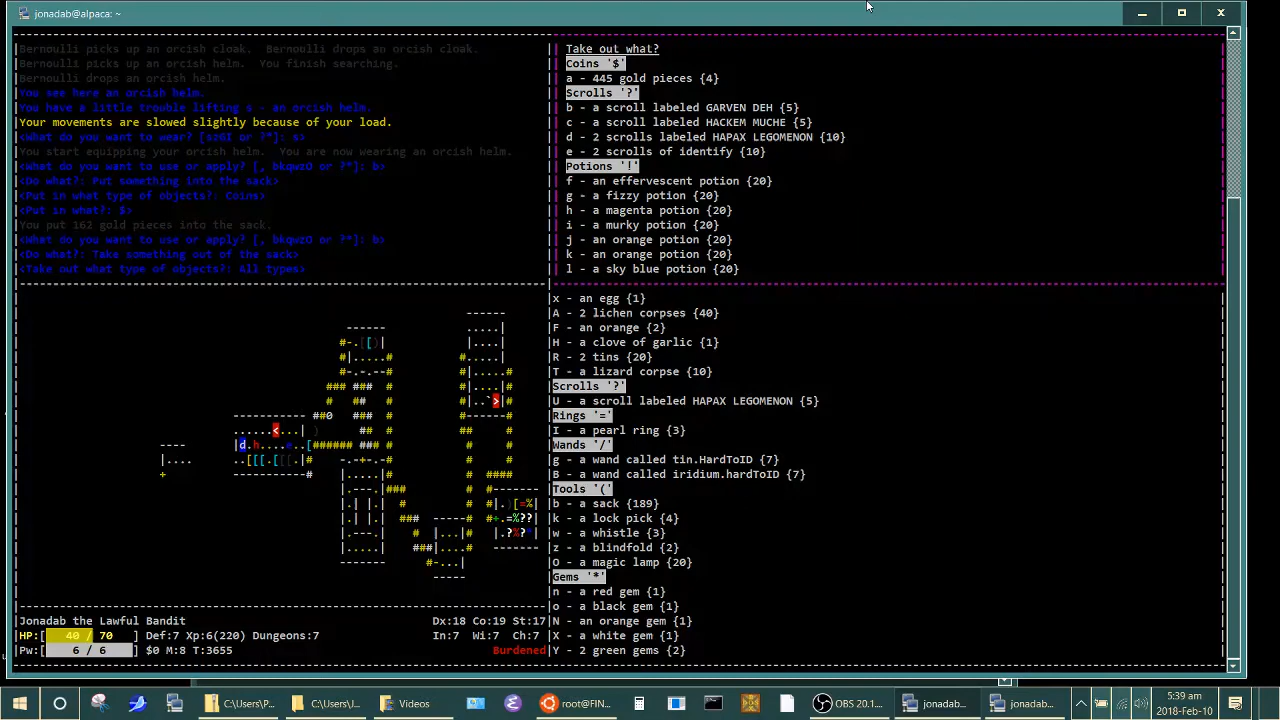 jonadab@alpaca: ~
Bernoulli picks up an orcish cloak.  Bernoulli drops an orcish cloak.
Bernoulli picks up an orcish helm.  You finish searching.
Bernoulli drops an orcish helm.
You see here an orcish helm.
You have a little trouble lifting s - an orcish helm.
Your movements are slowed slightly because of your load.
<What do you want to wear? [s:GI or ?*]: s>
You start equipping your orcish helm.  You are now wearing an orcish helm.
<What do you want to use or apply? [, bkqwzO or ?*]: b>
<Do what?: Put something into the sack>
<Put in what type of objects?: Coins>
<Put in what?: $>
You put 162 gold pieces into the sack.
<What do you want to use or apply? [, bkqwzO or ?*]: b>
<Do what?: Take something out of the sack>
<Take out what type of objects?: All types>
Take out what?
Coins '$'
a - 445 gold pieces {4}
Scrolls '?'
b - a scroll labeled GARVEN DEH {5}
c - a scroll labeled HACKEM MUCHE {5}
d - 2 scrolls labeled HAPAX LEGOMENON {10}
e - 2 scrolls of identify {10}
Potions '!'
f - an effervescent potion {20}
g - a fizzy potion {20}
h - a magenta potion {20}
i - a murky potion {20}
j - an orange potion {20}
k - an orange potion {20}
l - a sky blue potion {20}
x - an egg {1}
A - 2 lichen corpses {40}
F - an orange {2}
H - a clove of garlic {1}
R - 2 tins {20}
T - a lizard corpse {10}
Scrolls '?'
U - a scroll labeled HAPAX LEGOMENON {5}
Rings '='
I - a pearl ring {3}
Wands '/'
g - a wand called tin.HardToID {7}
B - a wand called iridium.hardToID {7}
Tools '('
b - a sack {189}
k - a lock pick {4}
w - a whistle {3}
z - a blindfold {2}
O - a magic lamp {20}
Gems '*'
n - a red gem {1}
o - a black gem {1}
N - an orange gem {1}
X - a white gem {1}
Y - 2 green gems {2}
Jonadab the Lawful Bandit Dx:18 Co:19 St:17
HP:[ 40 / 70 ] Def:7 Xp:6(220) Dungeons:7 In:7 Wi:7 Ch:7
Pw:[ 6 / 6 ] $0 M:8 T:3655 Burdened
C:\Users\P...
C:\Users\J...
Videos
root@FIN...
OBS 20.1....
jonadab...
jonadab...
5:39 am
2018-Feb-10